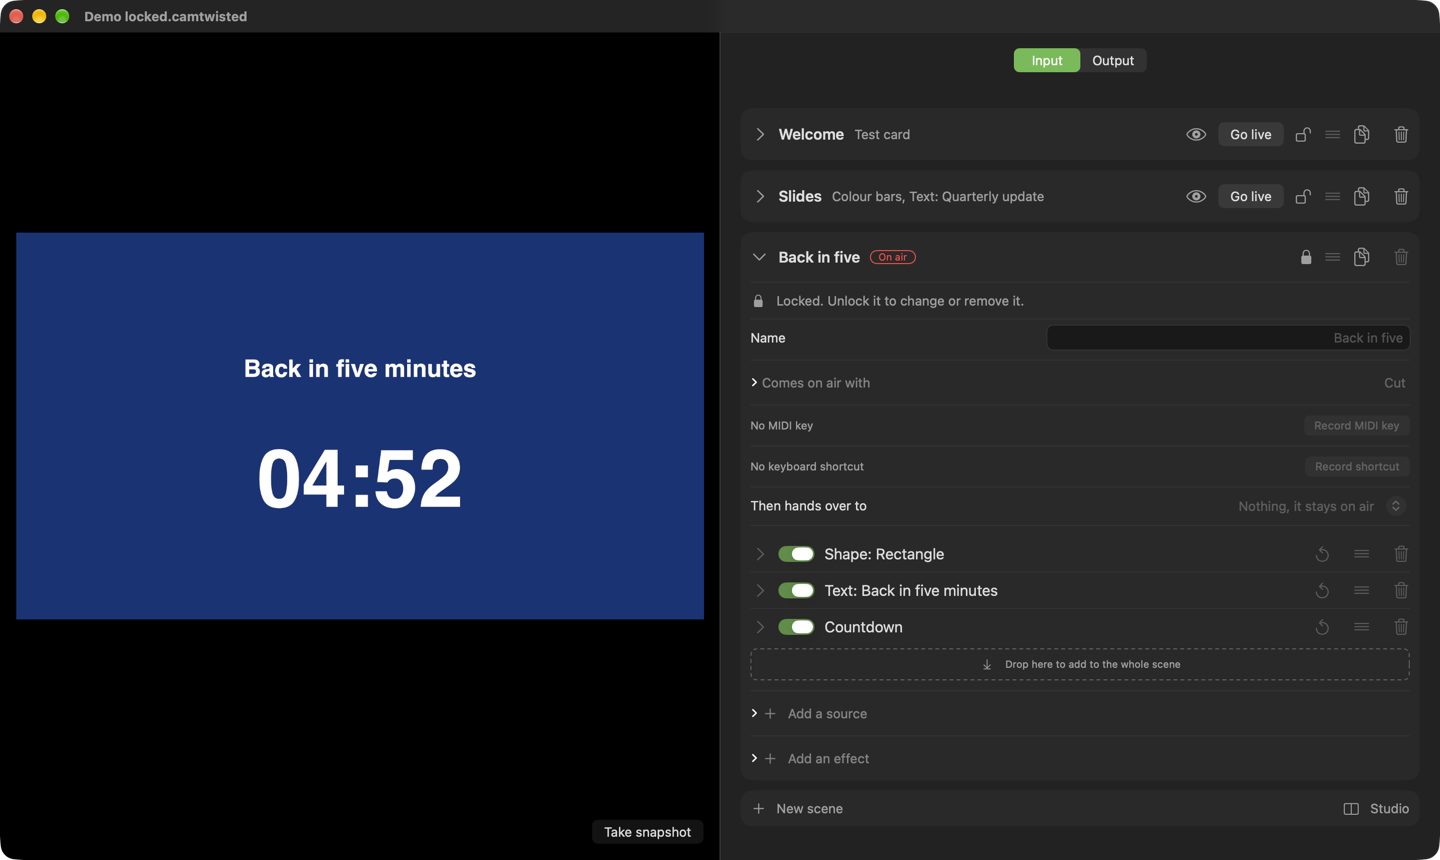 Demo locked.camtwisted
Input
Output
Welcome Test card
Go live
Slides Colour bars, Text: Quarterly update
Go live
Back in five On air
Locked. Unlock it to change or remove it.
Name
Back in five
Comes on air with
Cut
No MIDI key
Record MIDI key
No keyboard shortcut
Record shortcut
Then hands over to
Nothing, it stays on air
Shape: Rectangle
Text: Back in five minutes
Countdown
Drop here to add to the whole scene
Add a source
Add an effect
New scene
Studio
Back in five minutes
04:52
Take snapshot